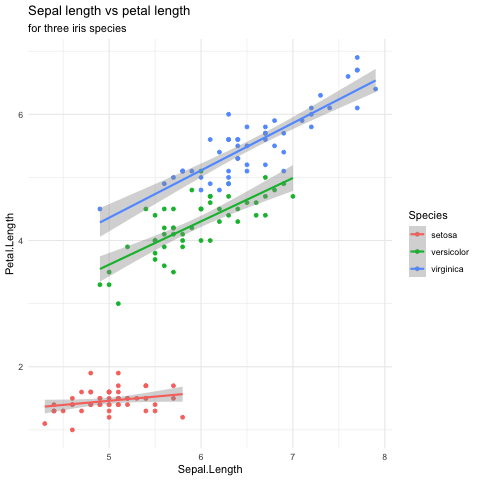 Sepal length vs petal length
for three iris species
Petal.Length
6
4
2
5 6 7 8
Sepal.Length
Species
setosa
versicolor
virginica